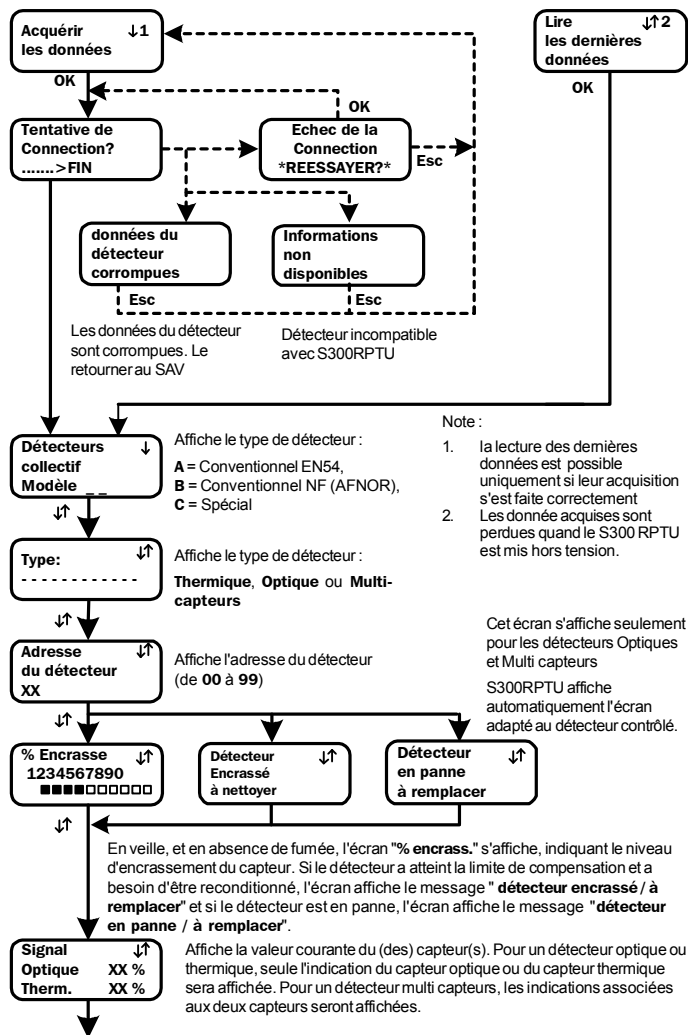 Acquérir ↓1
les données
Lire ↓↑2
les dernières
données
OK
OK
OK
Tentative de
Connection?
.......>FIN
Echec de la
Connection
*REESSAYER?*
Esc
données du
détecteur
corrompues
Informations
non
disponibles
Esc
Esc
Les données du détecteur
sont corrompues. Le
retourner au SAV
Détecteur incompatible
avec S300RPTU
Détecteurs ↓
collectif
Modèle _ _
↓↑
Affiche le type de détecteur :
A = Conventionnel EN54,
B = Conventionnel NF (AFNOR),
C = Spécial
Note :
1. la lecture des dernières
données est possible
uniquement si leur acquisition
s'est faite correctement
2. Les donnée acquises sont
perdues quand le S300 RPTU
est mis hors tension.
Type: ↓↑
- - - - - - - - - - - -
↓↑
Affiche le type de détecteur :
Thermique, Optique ou Multi-
capteurs
Adresse ↓↑
du détecteur
XX
↓↑
Affiche l'adresse du détecteur
(de 00 à 99)
Cet écran s'affiche seulement
pour les détecteurs Optiques
et Multi capteurs
S300RPTU affiche
automatiquement l'écran
adapté au détecteur contrôlé.
% Encrasse ↓↑
1234567890
■■■■□□□□□□
↓↑
Détecteur ↓↑
Encrassé
à nettoyer
Détecteur ↓↑
en panne
à remplacer
En veille, et en absence de fumée, l'écran "% encrass." s'affiche, indiquant le niveau
d'encrassement du capteur. Si le détecteur a atteint la limite de compensation et a
besoin d'être reconditionné, l'écran affiche le message " détecteur encrassé / à
remplacer" et si le détecteur est en panne, l'écran affiche le message "détecteur
en panne / à remplacer".
Signal ↓↑
Optique XX %
Therm. XX %
Affiche la valeur courante du (des) capteur(s). Pour un détecteur optique ou
thermique, seule l'indication du capteur optique ou du capteur thermique
sera affichée. Pour un détecteur multi capteurs, les indications associées
aux deux capteurs seront affichées.